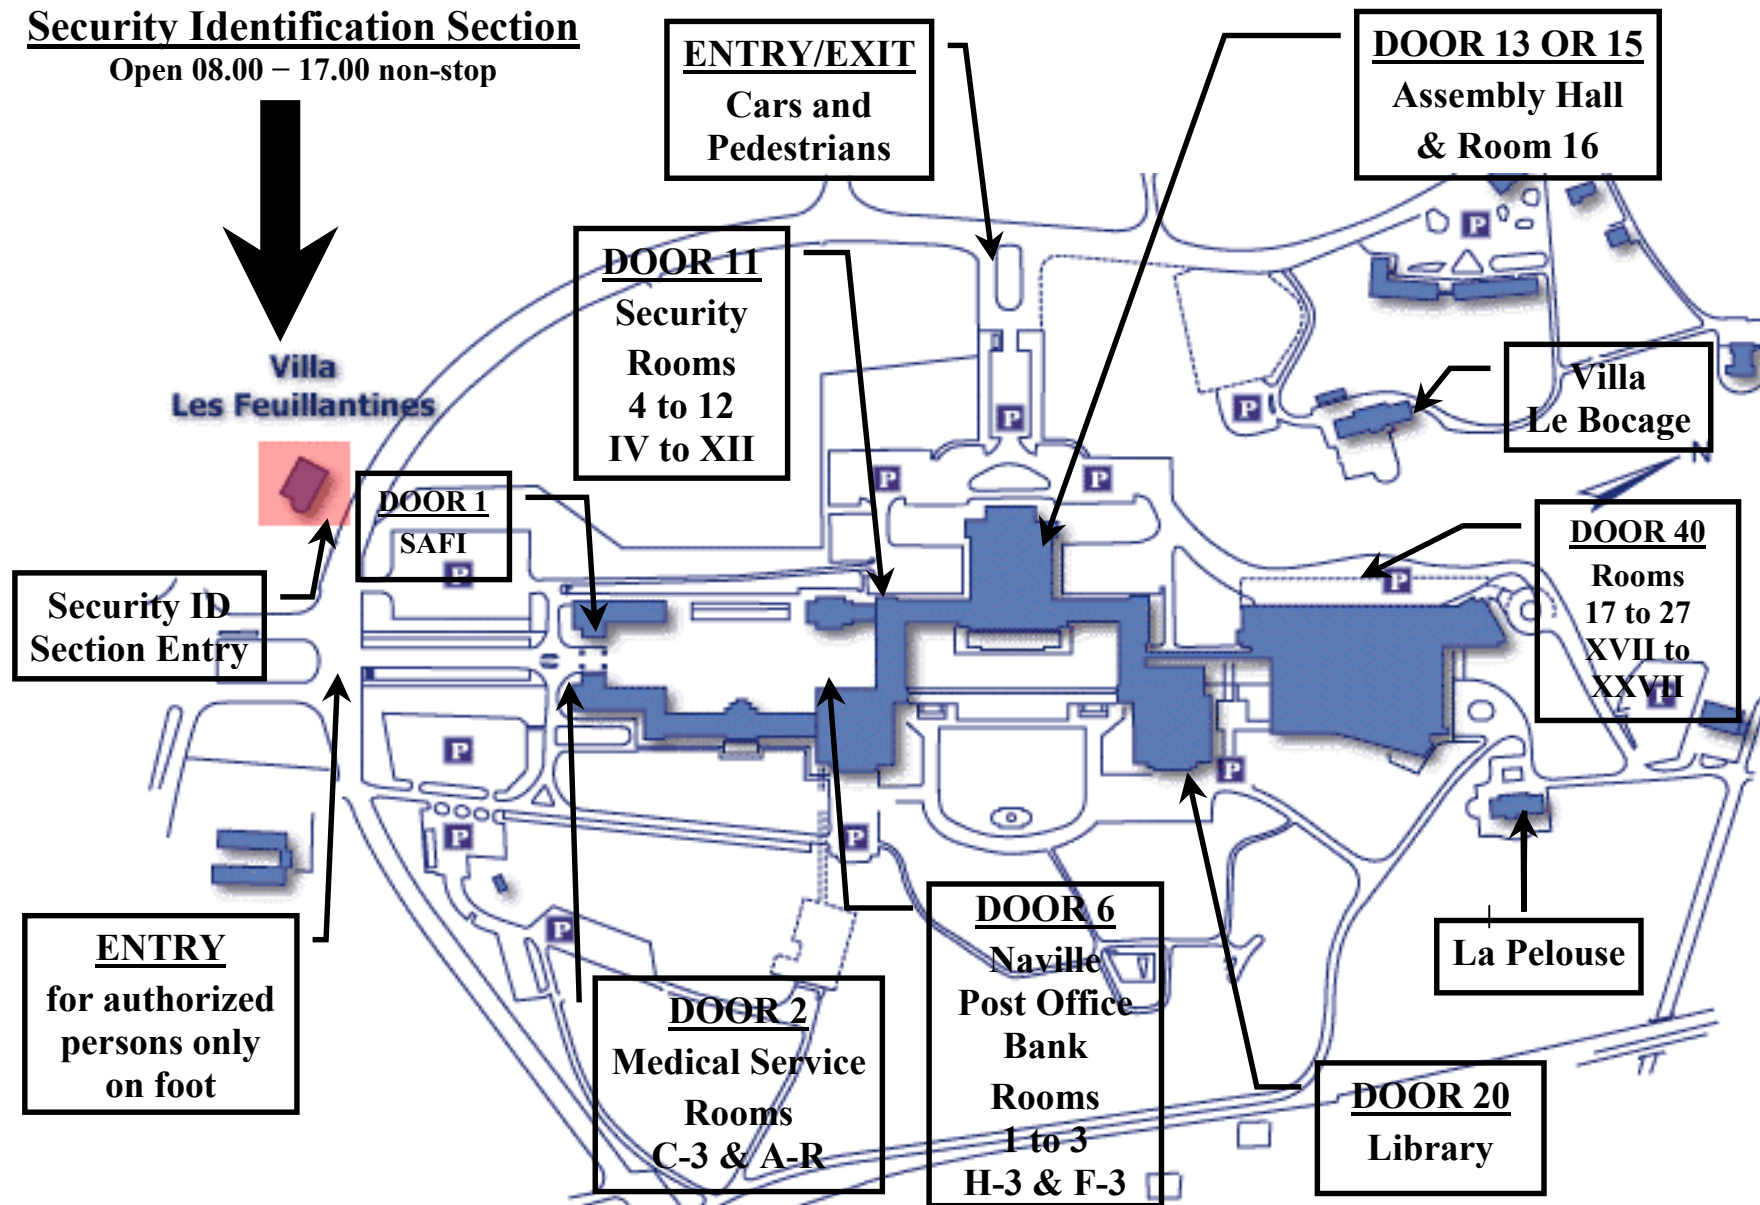 Security Identification Section
Open 08.00 – 17.00 non-stop
ENTRY/EXIT
Cars and
Pedestrians
DOOR 13 OR 15
Assembly Hall
& Room 16
DOOR 11
Security
Rooms
4 to 12
IV to XII
Villa
Les Feuillantines
Villa
Le Bocage
N
DOOR 1
SAFI
DOOR 40
Rooms
17 to 27
XVII to
XXVII
Security ID
Section Entry
P
P
P
P
P
P
P
P
P
P
P
P
P
ENTRY
for authorized
persons only
on foot
DOOR 2
Medical Service
Rooms
C-3 & A-R
DOOR 6
Naville
Post Office
Bank
Rooms
1 to 3
H-3 & F-3
La Pelouse
DOOR 20
Library